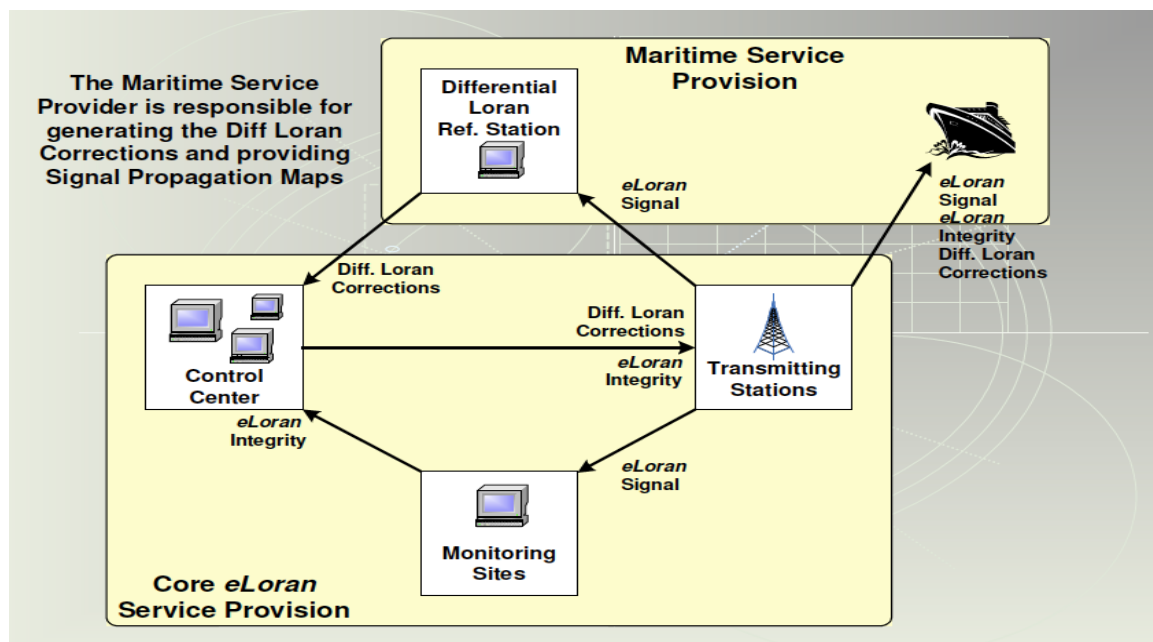 The Maritime Service
Provider is responsible for
generating the Diff Loran
Corrections and providing
Signal Propagation Maps
Maritime Service
Provision
Differential
Loran
Ref. Station
eLoran
Signal
eLoran
Signal
eLoran
Integrity
Diff. Loran
Corrections
Diff. Loran
Corrections
Control
Center
Diff. Loran
Corrections
eLoran
Integrity
Transmitting
Stations
eLoran
Integrity
eLoran
Signal
Monitoring
Sites
Core eLoran
Service Provision